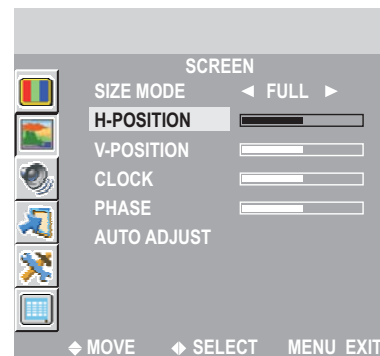 SCREEN
SIZE MODE FULL
H-POSITION
V-POSITION
CLOCK
PHASE
AUTO ADJUST
MOVE SELECT MENU EXIT